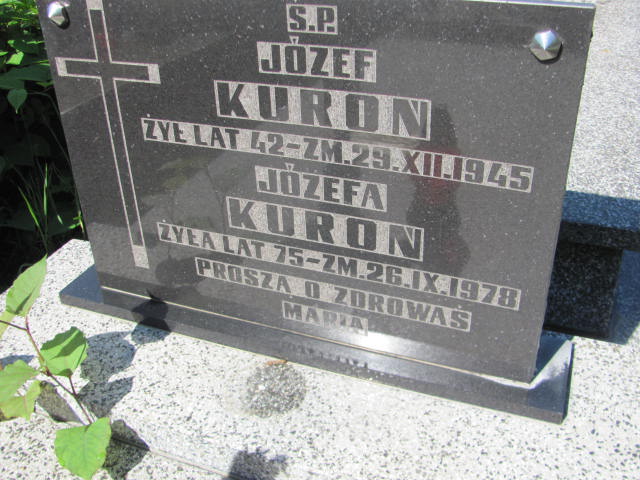 Ś.P.
JÓZEF
KUROŃ
ŻYŁ LAT 42-ZM.29.XII.1945
JÓZEFA
KUROŃ
ŻYŁA LAT 75-ZM.26.IX.1978
PROSZĄ O ZDROWAŚ
MARIA